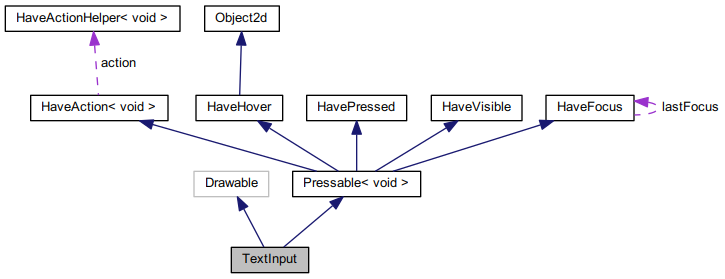 HaveActionHelper< void >
Object2d
action
HaveAction< void >
HaveHover
HavePressed
HaveVisible
HaveFocus
lastFocus
Drawable
Pressable< void >
TextInput